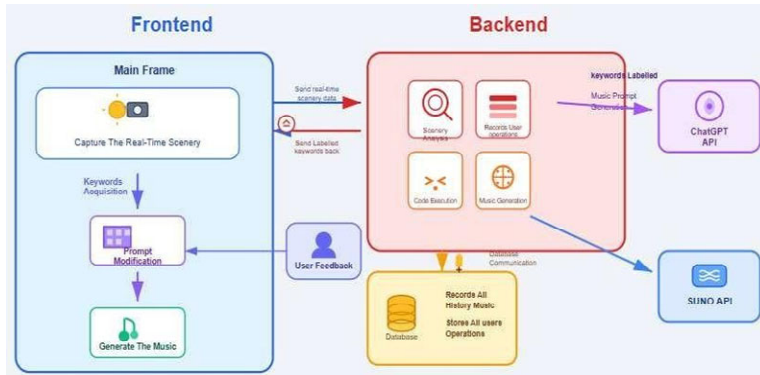 Frontend
Backend
Main Frame
Capture The Real-Time Scenery
Keywords
Acquisition
Prompt
Modification
Generate The Music
User Feedback
Send real-time
scenery data
Send Labelled
keywords back
Scenery
Analysis
Records User
operations
Code Execution
Music Generation
keywords Labelled
Music Prompt
Generation
ChatGPT
API
SUNO API
Database
Communication
Database
Records All
History Music
Stores All users
Operations